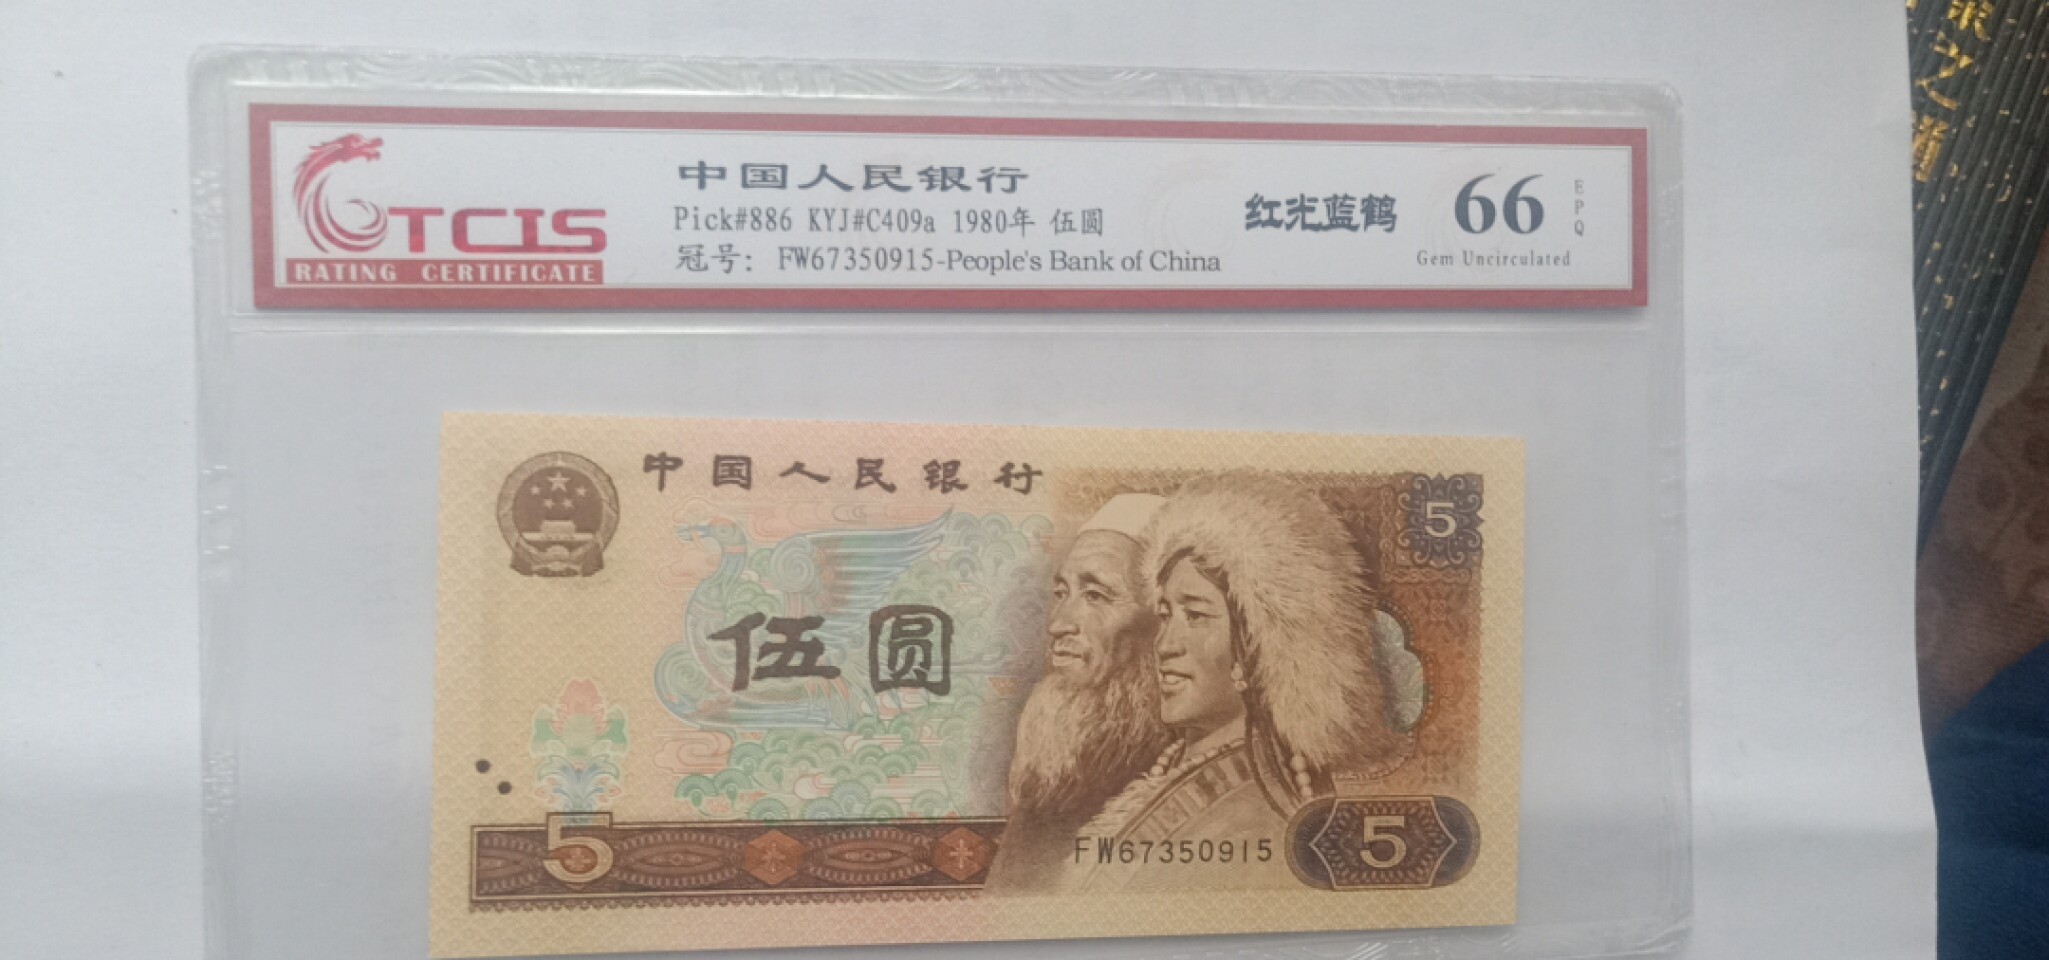 TCIS
RATING CERTIFICATE
中国人民银行
Pick#886 KYJ#C409a 1980年 伍圆
冠号: FW67350915-People's Bank of China
红光蓝鹤
66
EPQ
Gem Uncirculated
中国人民银行
5
伍圆
5
FW67350915
5
之